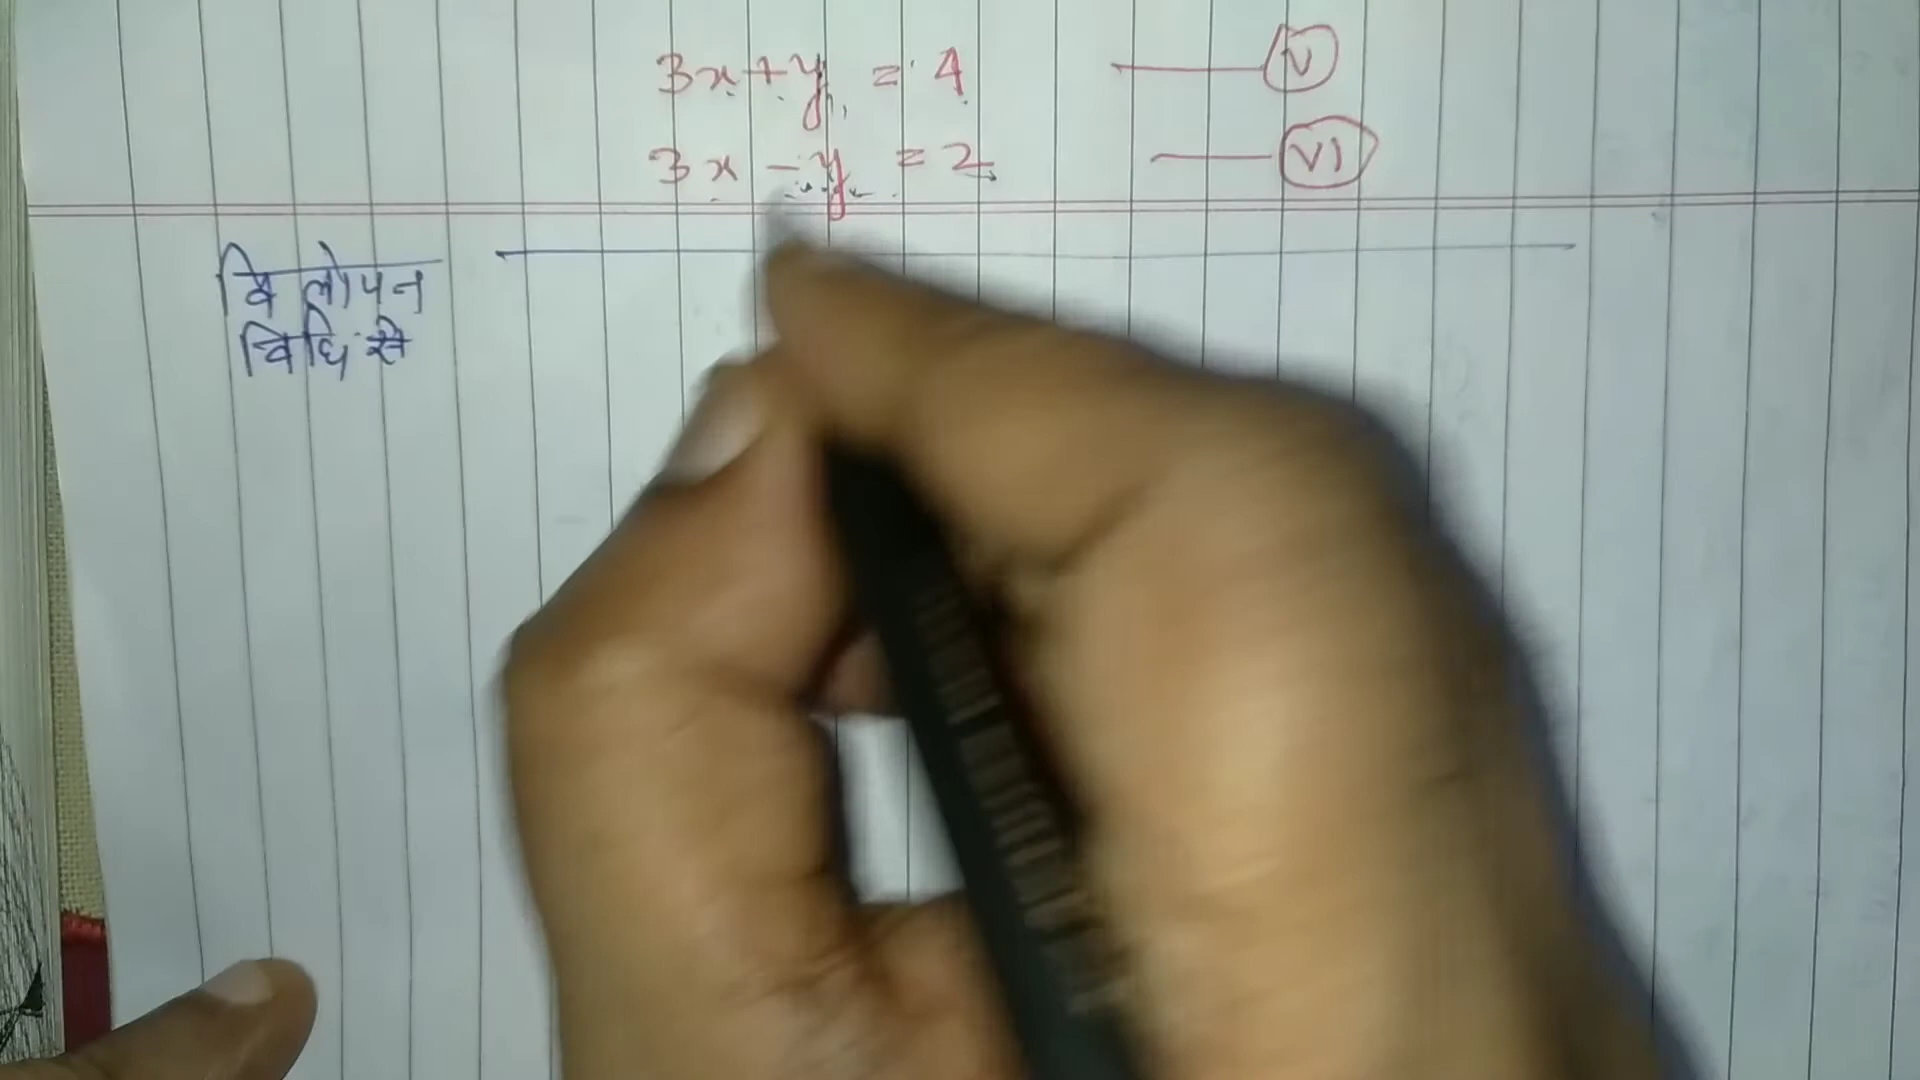 3x+y = 4 —— V
3x - y = 2 —— VI
विलोपन
विधि से